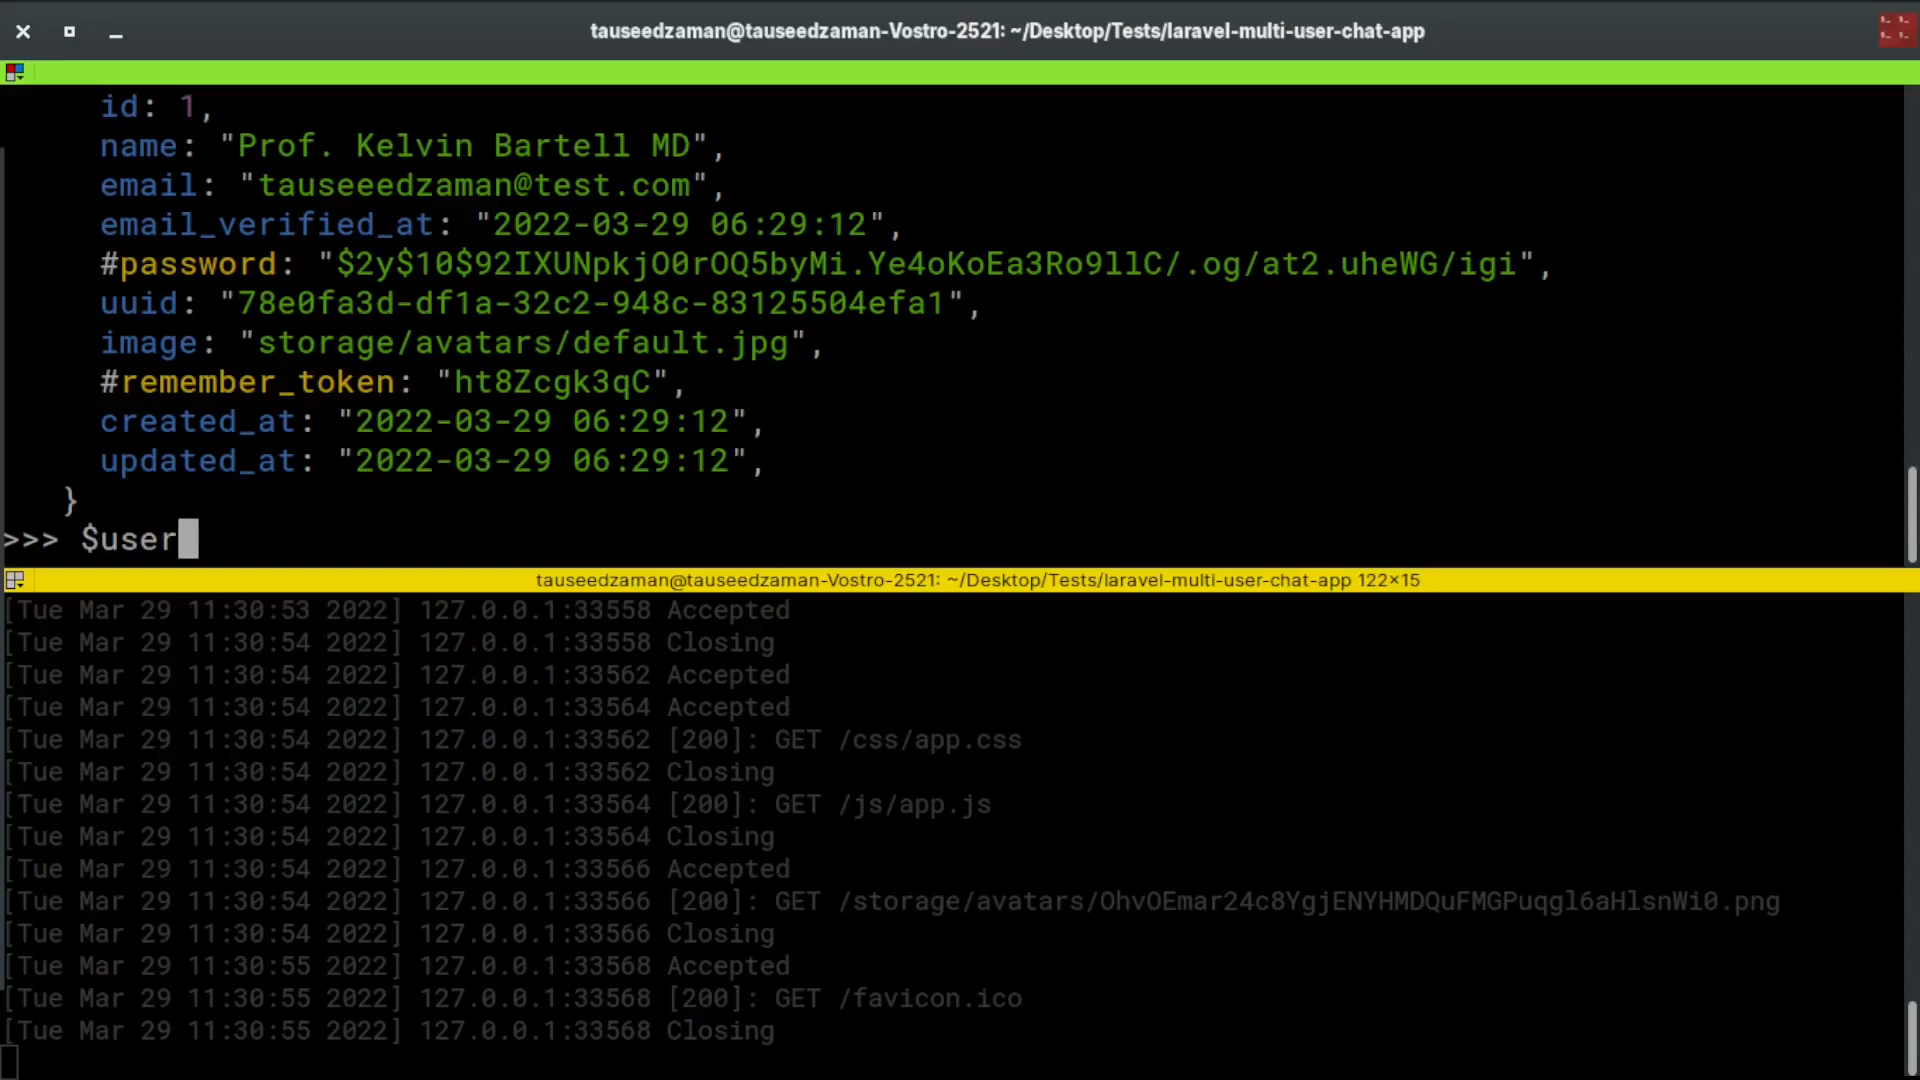 tauseedzaman@tauseedzaman-Vostro-2521: ~/Desktop/Tests/laravel-multi-user-chat-app
id: 1,
name: "Prof. Kelvin Bartell MD",
email: "tauseeedzaman@test.com",
email_verified_at: "2022-03-29 06:29:12",
#password: "$2y$10$92IXUNpkjO0rOQ5byMi.Ye4oKoEa3Ro9llC/.og/at2.uheWG/igi",
uuid: "78e0fa3d-df1a-32c2-948c-83125504efa1",
image: "storage/avatars/default.jpg",
#remember_token: "ht8Zcgk3qC",
created_at: "2022-03-29 06:29:12",
updated_at: "2022-03-29 06:29:12",
}
>>> $user
tauseedzaman@tauseedzaman-Vostro-2521: ~/Desktop/Tests/laravel-multi-user-chat-app 122×15
[Tue Mar 29 11:30:53 2022] 127.0.0.1:33558 Accepted
[Tue Mar 29 11:30:54 2022] 127.0.0.1:33558 Closing
[Tue Mar 29 11:30:54 2022] 127.0.0.1:33562 Accepted
[Tue Mar 29 11:30:54 2022] 127.0.0.1:33564 Accepted
[Tue Mar 29 11:30:54 2022] 127.0.0.1:33562 [200]: GET /css/app.css
[Tue Mar 29 11:30:54 2022] 127.0.0.1:33562 Closing
[Tue Mar 29 11:30:54 2022] 127.0.0.1:33564 [200]: GET /js/app.js
[Tue Mar 29 11:30:54 2022] 127.0.0.1:33564 Closing
[Tue Mar 29 11:30:54 2022] 127.0.0.1:33566 Accepted
[Tue Mar 29 11:30:54 2022] 127.0.0.1:33566 [200]: GET /storage/avatars/OhvOEmar24c8YgjENYHMDQuFMGPuqgl6aHlsnWi0.png
[Tue Mar 29 11:30:54 2022] 127.0.0.1:33566 Closing
[Tue Mar 29 11:30:55 2022] 127.0.0.1:33568 Accepted
[Tue Mar 29 11:30:55 2022] 127.0.0.1:33568 [200]: GET /favicon.ico
[Tue Mar 29 11:30:55 2022] 127.0.0.1:33568 Closing